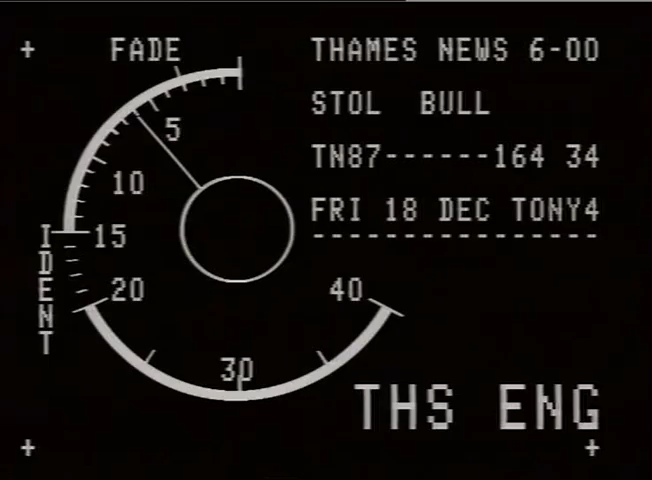 FADE
THAMES NEWS 6-00
STOL BULL
TN87------164 34
FRI 18 DEC TONY4
----------------
5
10
15
20
30
40
IDENT
THS ENG